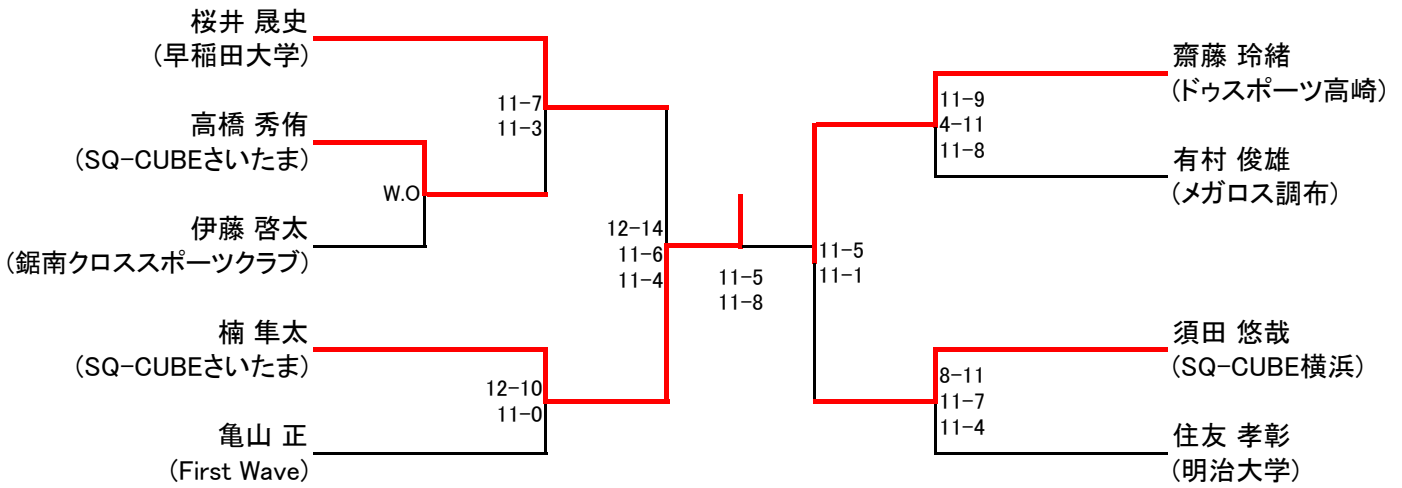 桜井 晟史
(早稲田大学)
高橋 秀侑
(SQ-CUBEさいたま)
伊藤 啓太
(鋸南クロススポーツクラブ)
楠 隼太
(SQ-CUBEさいたま)
亀山 正
(First Wave)
11-7
11-3
W.O
12-10
11-0
12-14
11-6
11-4
11-5
11-8
11-5
11-1
11-9
4-11
11-8
8-11
11-7
11-4
齋藤 玲緒
(ドゥスポーツ高崎)
有村 俊雄
(メガロス調布)
須田 悠哉
(SQ-CUBE横浜)
住友 孝彰
(明治大学)